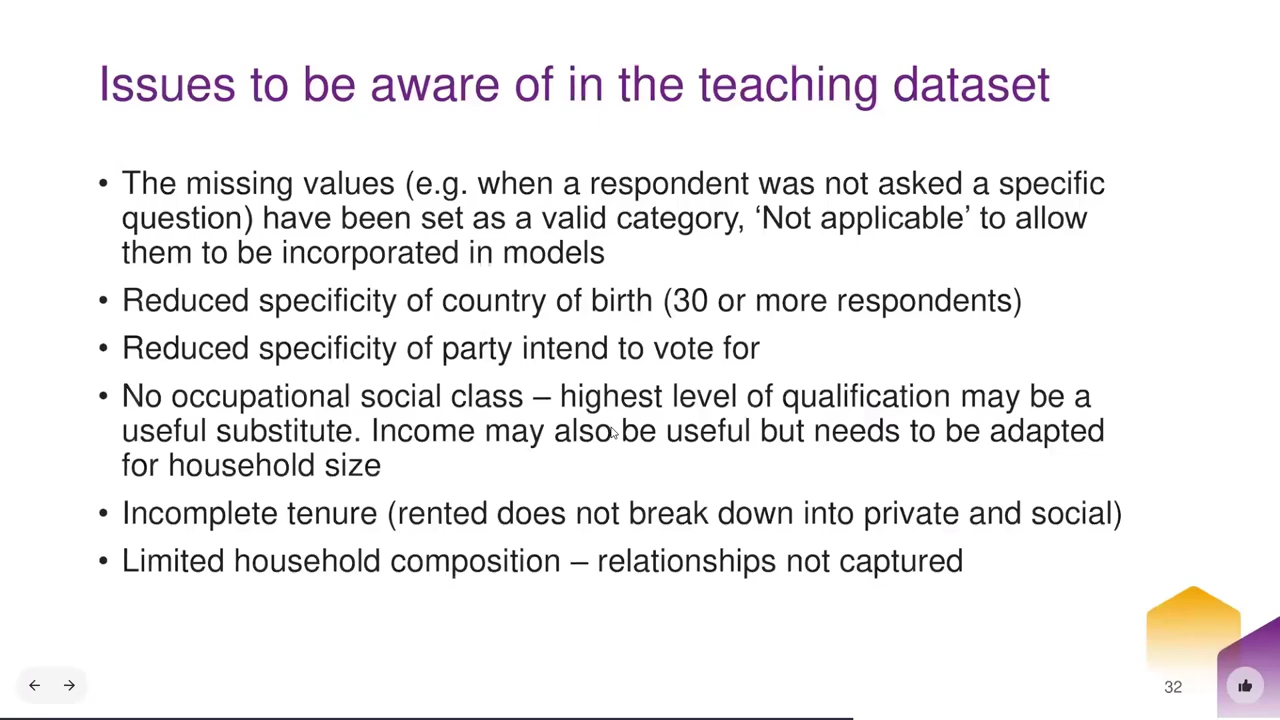 Issues to be aware of in the teaching dataset
• The missing values (e.g. when a respondent was not asked a specific
question) have been set as a valid category, ‘Not applicable’ to allow
them to be incorporated in models
• Reduced specificity of country of birth (30 or more respondents)
• Reduced specificity of party intend to vote for
• No occupational social class – highest level of qualification may be a
useful substitute. Income may also be useful but needs to be adapted
for household size
• Incomplete tenure (rented does not break down into private and social)
• Limited household composition – relationships not captured
32